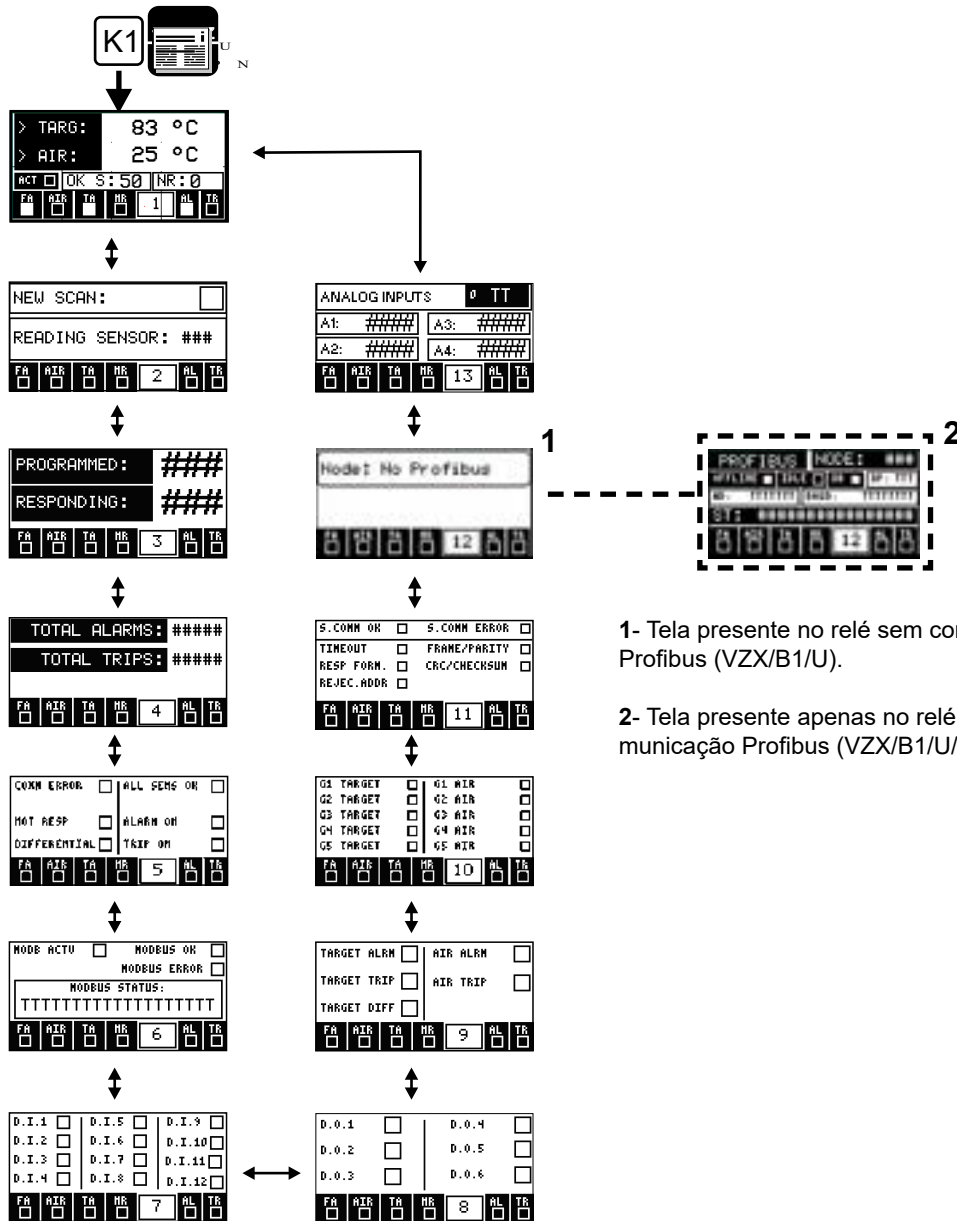 K1
U
N
> TARG: 83 °C
> AIR: 25 °C
ACT OK S:50 NR:0
FA AIR TA MR 1 AL TR
NEW SCAN:
READING SENSOR: ###
FA AIR TA MR 2 AL TR
PROGRAMMED: ###
RESPONDING: ###
FA AIR TA MR 3 AL TR
TOTAL ALARMS: #####
TOTAL TRIPS: #####
FA AIR TA MR 4 AL TR
COMM ERROR ALL SENS OK
NOT RESP ALARM ON
DIFFERENTIAL TRIP ON
FA AIR TA MR 5 AL TR
MODB ACTV MODBUS OK
MODBUS ERROR
MODBUS STATUS:
TTTTTTTTTTTTTTTTTTTT
FA AIR TA MR 6 AL TR
D.I.1 D.I.5 D.I.9
D.I.2 D.I.6 D.I.10
D.I.3 D.I.7 D.I.11
D.I.4 D.I.8 D.I.12
FA AIR TA MR 7 AL TR
ANALOG INPUTS 0 TT
A1: ##### A3: #####
A2: ##### A4: #####
FA AIR TA MR 13 AL TR
1
Node: No Profibus
12
S.COMM OK S.COMM ERROR
TIMEOUT FRAME/PARITY
RESP FORM. CRC/CHECKSUM
REJEC.ADDR
FA AIR TA MR 11 AL TR
G1 TARGET G1 AIR
G2 TARGET G2 AIR
G3 TARGET G3 AIR
G4 TARGET G4 AIR
G5 TARGET G5 AIR
FA AIR TA MR 10 AL TR
TARGET ALRM AIR ALRM
TARGET TRIP AIR TRIP
TARGET DIFF
FA AIR TA MR 9 AL TR
D.O.1 D.O.4
D.O.2 D.O.5
D.O.3 D.O.6
FA AIR TA MR 8 AL TR
2
PROFIBUS NODE: ###
OFFLINE IDLE
ST:
12
1- Tela presente no relé sem co
Profibus (VZX/B1/U).
2- Tela presente apenas no relé
municação Profibus (VZX/B1/U/